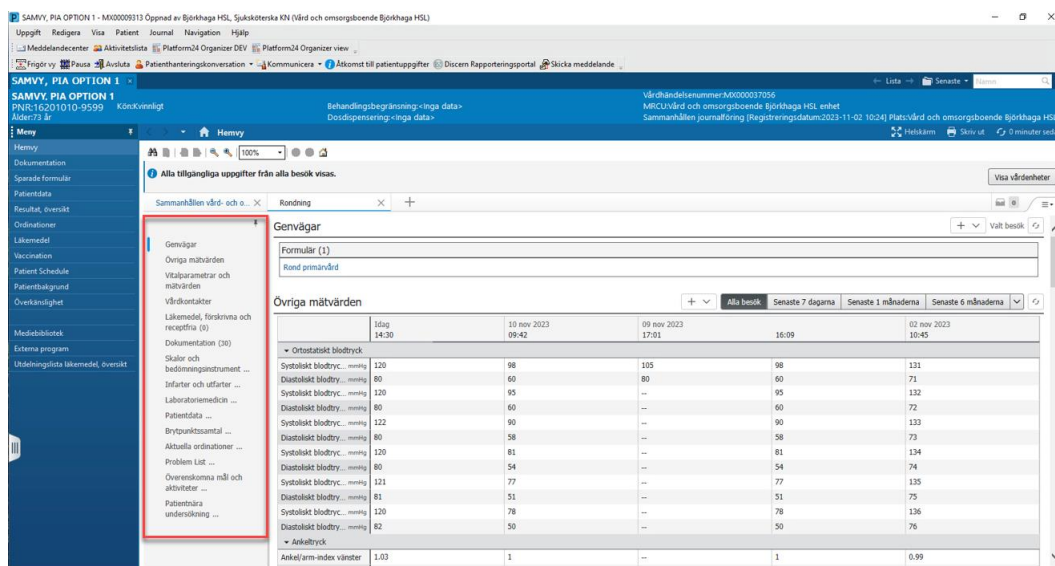 SAMVY, PIA OPTION 1 - MX00009313 Öppnad av Björkhaga HSL, Sjuksköterska KN (Vård och omsorgsboende Björkhaga HSL)
Uppgift Redigera Visa Patient Journal Navigation Hjälp
Meddelandecenter Aktivitetslista Platform24 Organizer DEV Platform24 Organizer view
Frigör vy Pausa Avsluta Patienthanteringskonversation Kommunicera Åtkomst till patientuppgifter Discern Rapporteringsportal Skicka meddelande
SAMVY, PIA OPTION 1 Lista Senaste Namn
SAMVY, PIA OPTION 1 Vårdhändelsenummer:MX000037056
PNR:16201010-9599 Kön:Kvinnligt Behandlingsbegränsning:<Inga data> MRCU:Vård och omsorgsboende Björkhaga HSL enhet
Ålder:73 år Dosdispensering:<Inga data> Sammanhållen journalföring (Registreringsdatum:2023-11-02 10:24) Plats:Vård och omsorgsboende Björkhaga HSL
Meny Hemvy Helskärm Skriv ut 0 minuter sed
Hemvy
Dokumentation
Sparade formulär
Patientdata
Resultat, översikt
Ordinationer
Läkemedel
Vaccination
Patient Schedule
Patientbakgrund
Överkänslighet
Mediebibliotek
Externa program
Utdelningslista läkemedel, översikt
100%
Alla tillgängliga uppgifter från alla besök visas. Visa vårdenheter
Sammanhållen vård- och o... Rondning 0
Genvägar
Övriga mätvärden
Vitalparametrar och
mätvärden
Vårdkontakter
Läkemedel, förskrivna och
receptfria (0)
Dokumentation (30)
Skalor och
bedömningsinstrument ...
Infarter och utfarter ...
Laboratoriemedicin ...
Patientdata ...
Brytpunktssamtal ...
Aktuella ordinationer ...
Problem List ...
Överenskomna mål och
aktiviteter ...
Patientnära
undersökning ...
Genvägar Valt besök
Formulär (1)
Rond primärvård
Övriga mätvärden Alla besök Senaste 7 dagarna Senaste 1 månaderna Senaste 6 månaderna
Idag 10 nov 2023 09 nov 2023 02 nov 2023
14:30 09:42 17:01 16:09 10:45
Ortostatiskt blodtryck
Systoliskt blodtryc... mmHg 120 98 105 98 131
Diastoliskt blodtry... mmHg 80 60 80 60 71
Systoliskt blodtryc... mmHg 120 95 -- 95 132
Diastoliskt blodtry... mmHg 80 60 -- 60 72
Systoliskt blodtryc... mmHg 122 90 -- 90 133
Diastoliskt blodtry... mmHg 80 58 -- 58 73
Systoliskt blodtryc... mmHg 120 81 -- 81 134
Diastoliskt blodtry... mmHg 80 54 -- 54 74
Systoliskt blodtryc... mmHg 121 77 -- 77 135
Diastoliskt blodtry... mmHg 81 51 -- 51 75
Systoliskt blodtryc... mmHg 120 78 -- 78 136
Diastoliskt blodtry... mmHg 82 50 -- 50 76
Ankeltryck
Ankel/arm-index vänster 1.03 1 -- 1 0.99